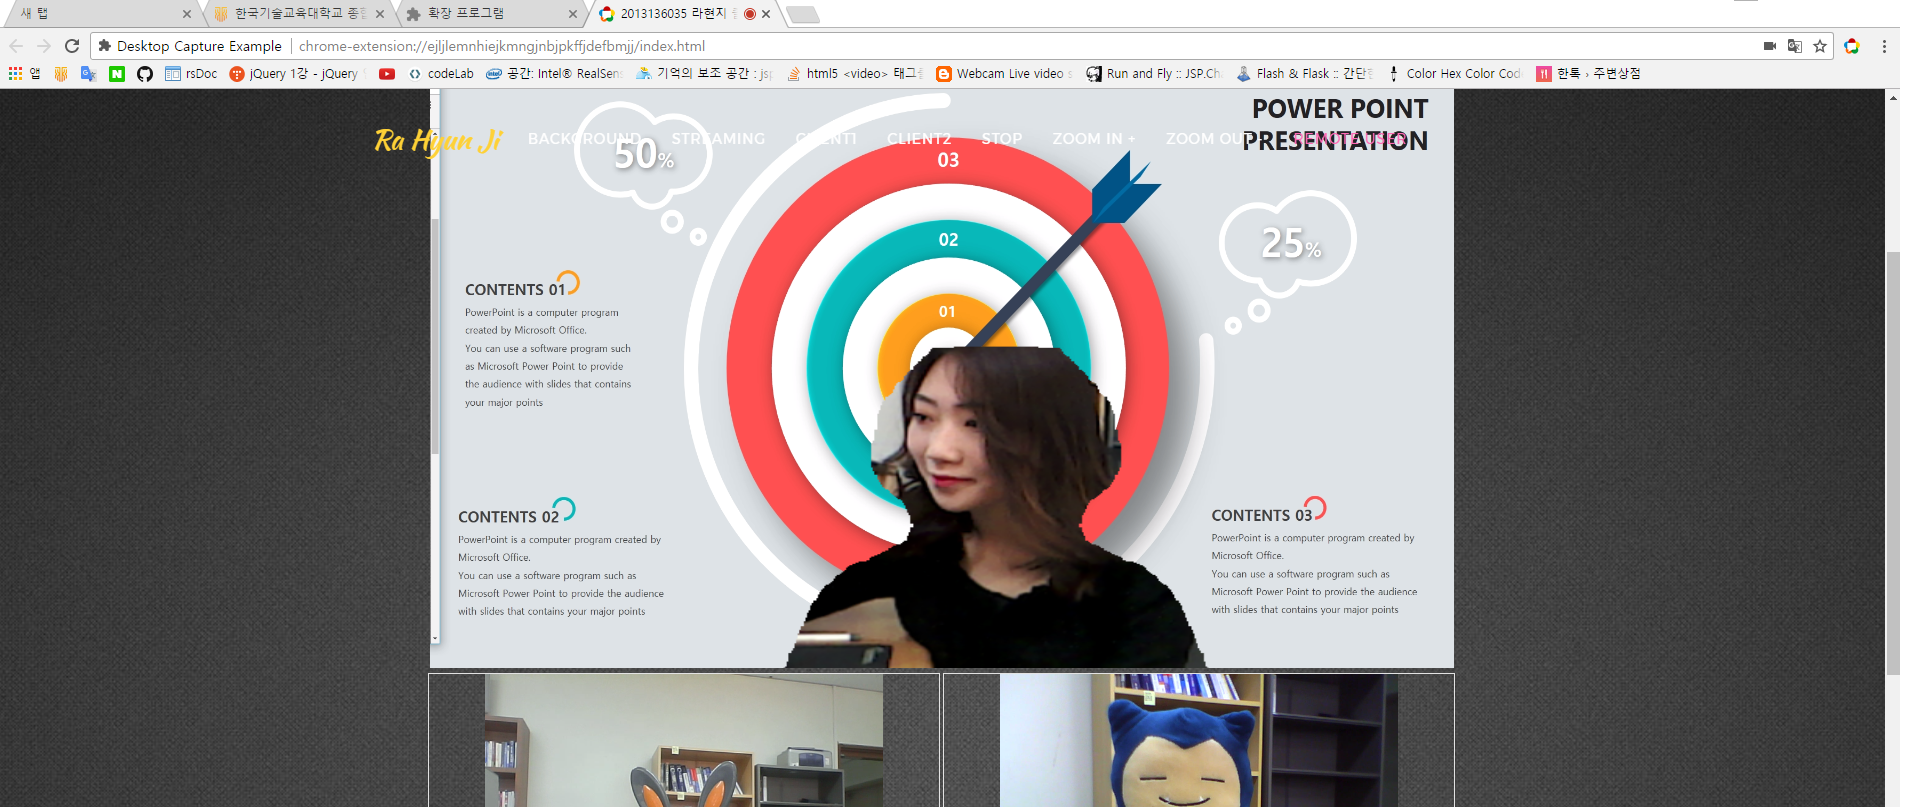 새 탭
한국기술교육대학교 종합
확장 프로그램
2013136035 라현지 졸
Desktop Capture Example
chrome-extension://ejljlemnhiejkmngjnbjpkffjdefbmjj/index.html
앱
rsDoc
jQuery 1강 - jQuery
codeLab
공간: Intel® RealSens
기억의 보조 공간 : jsp
html5 <video> 태그를
Webcam Live video s
Run and Fly :: JSP.Cha
Flash & Flask :: 간단한
Color Hex Color Code
한톡 › 주변상점
POWER POINT
PRESENTATION
Ra Hyun Ji
BACKGROUND
STREAMING
CLIENT1
CLIENT2
STOP
ZOOM IN +
ZOOM OUT -
REMOTE USER
50%
03
02
01
25%
CONTENTS 01
PowerPoint is a computer program
created by Microsoft Office.
You can use a software program such
as Microsoft Power Point to provide
the audience with slides that contains
your major points
CONTENTS 02
PowerPoint is a computer program created by
Microsoft Office.
You can use a software program such as
Microsoft Power Point to provide the audience
with slides that contains your major points
CONTENTS 03
PowerPoint is a computer program created by
Microsoft Office.
You can use a software program such as
Microsoft Power Point to provide the audience
with slides that contains your major points